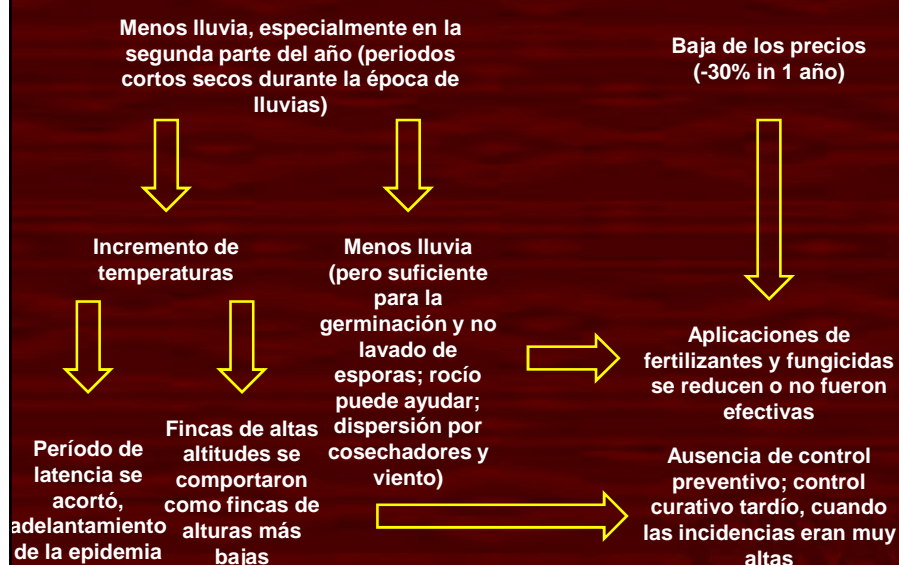 Menos lluvia, especialmente en la
segunda parte del año (periodos
cortos secos durante la época de
lluvias)
Baja de los precios
(-30% in 1 año)
Incremento de
temperaturas
Menos lluvia
(pero suficiente
para la
germinación y no
lavado de
esporas; rocío
puede ayudar;
dispersión por
cosechadores y
viento)
Aplicaciones de
fertilizantes y fungicidas
se reducen o no fueron
efectivas
Período de
latencia se
acortó,
adelantamiento
de la epidemia
Fincas de altas
altitudes se
comportaron
como fincas de
alturas más
bajas
Ausencia de control
preventivo; control
curativo tardío, cuando
las incidencias eran muy
altas